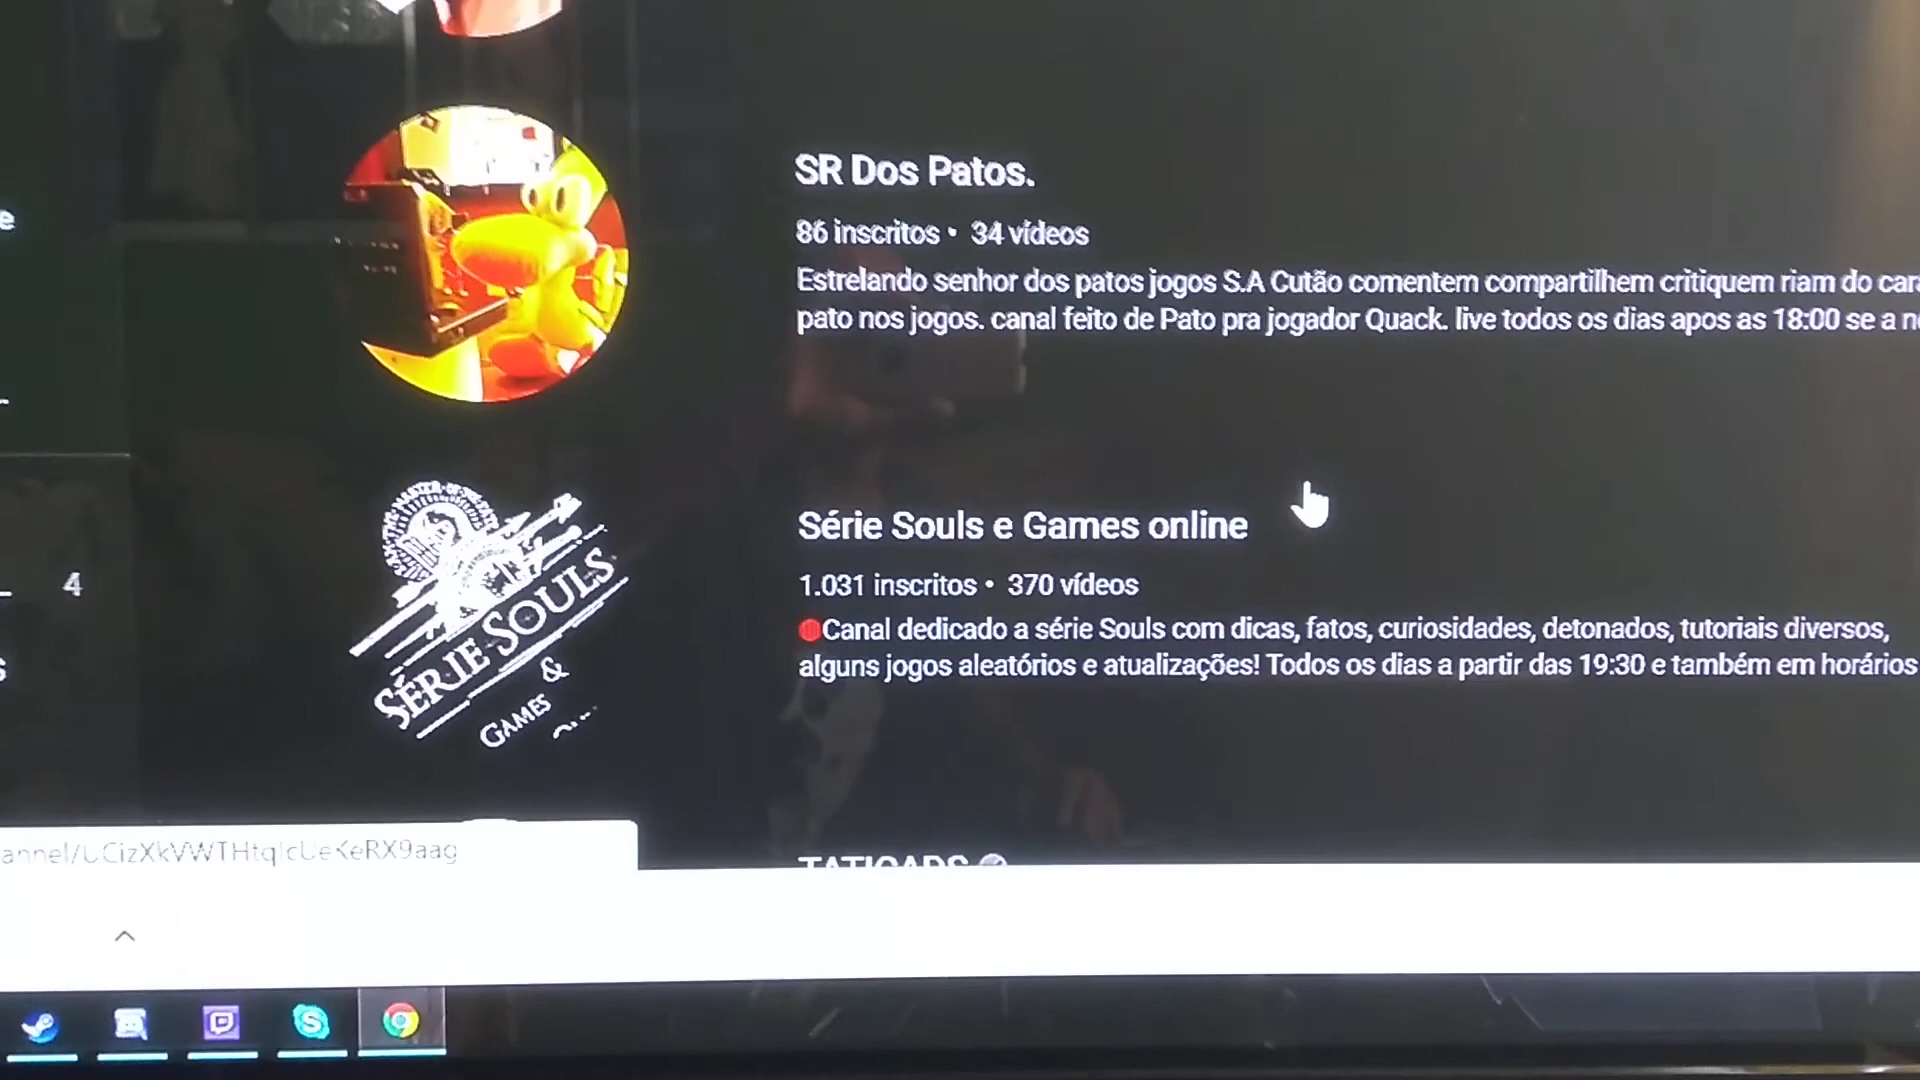 SR Dos Patos.
86 inscritos • 34 vídeos
Estrelando senhor dos patos jogos S.A Cutão comentem compartilhem critiquem riam do
pato nos jogos. canal feito de Pato pra jogador Quack. live todos os dias apos as 18:00 se a
Série Souls e Games online
1.031 inscritos • 370 vídeos
Canal dedicado a série Souls com dicas, fatos, curiosidades, detonados, tutoriais diversos,
alguns jogos aleatórios e atualizações! Todos os dias a partir das 19:30 e também em horários
4
SÉRIE SOULS
&
GAMES